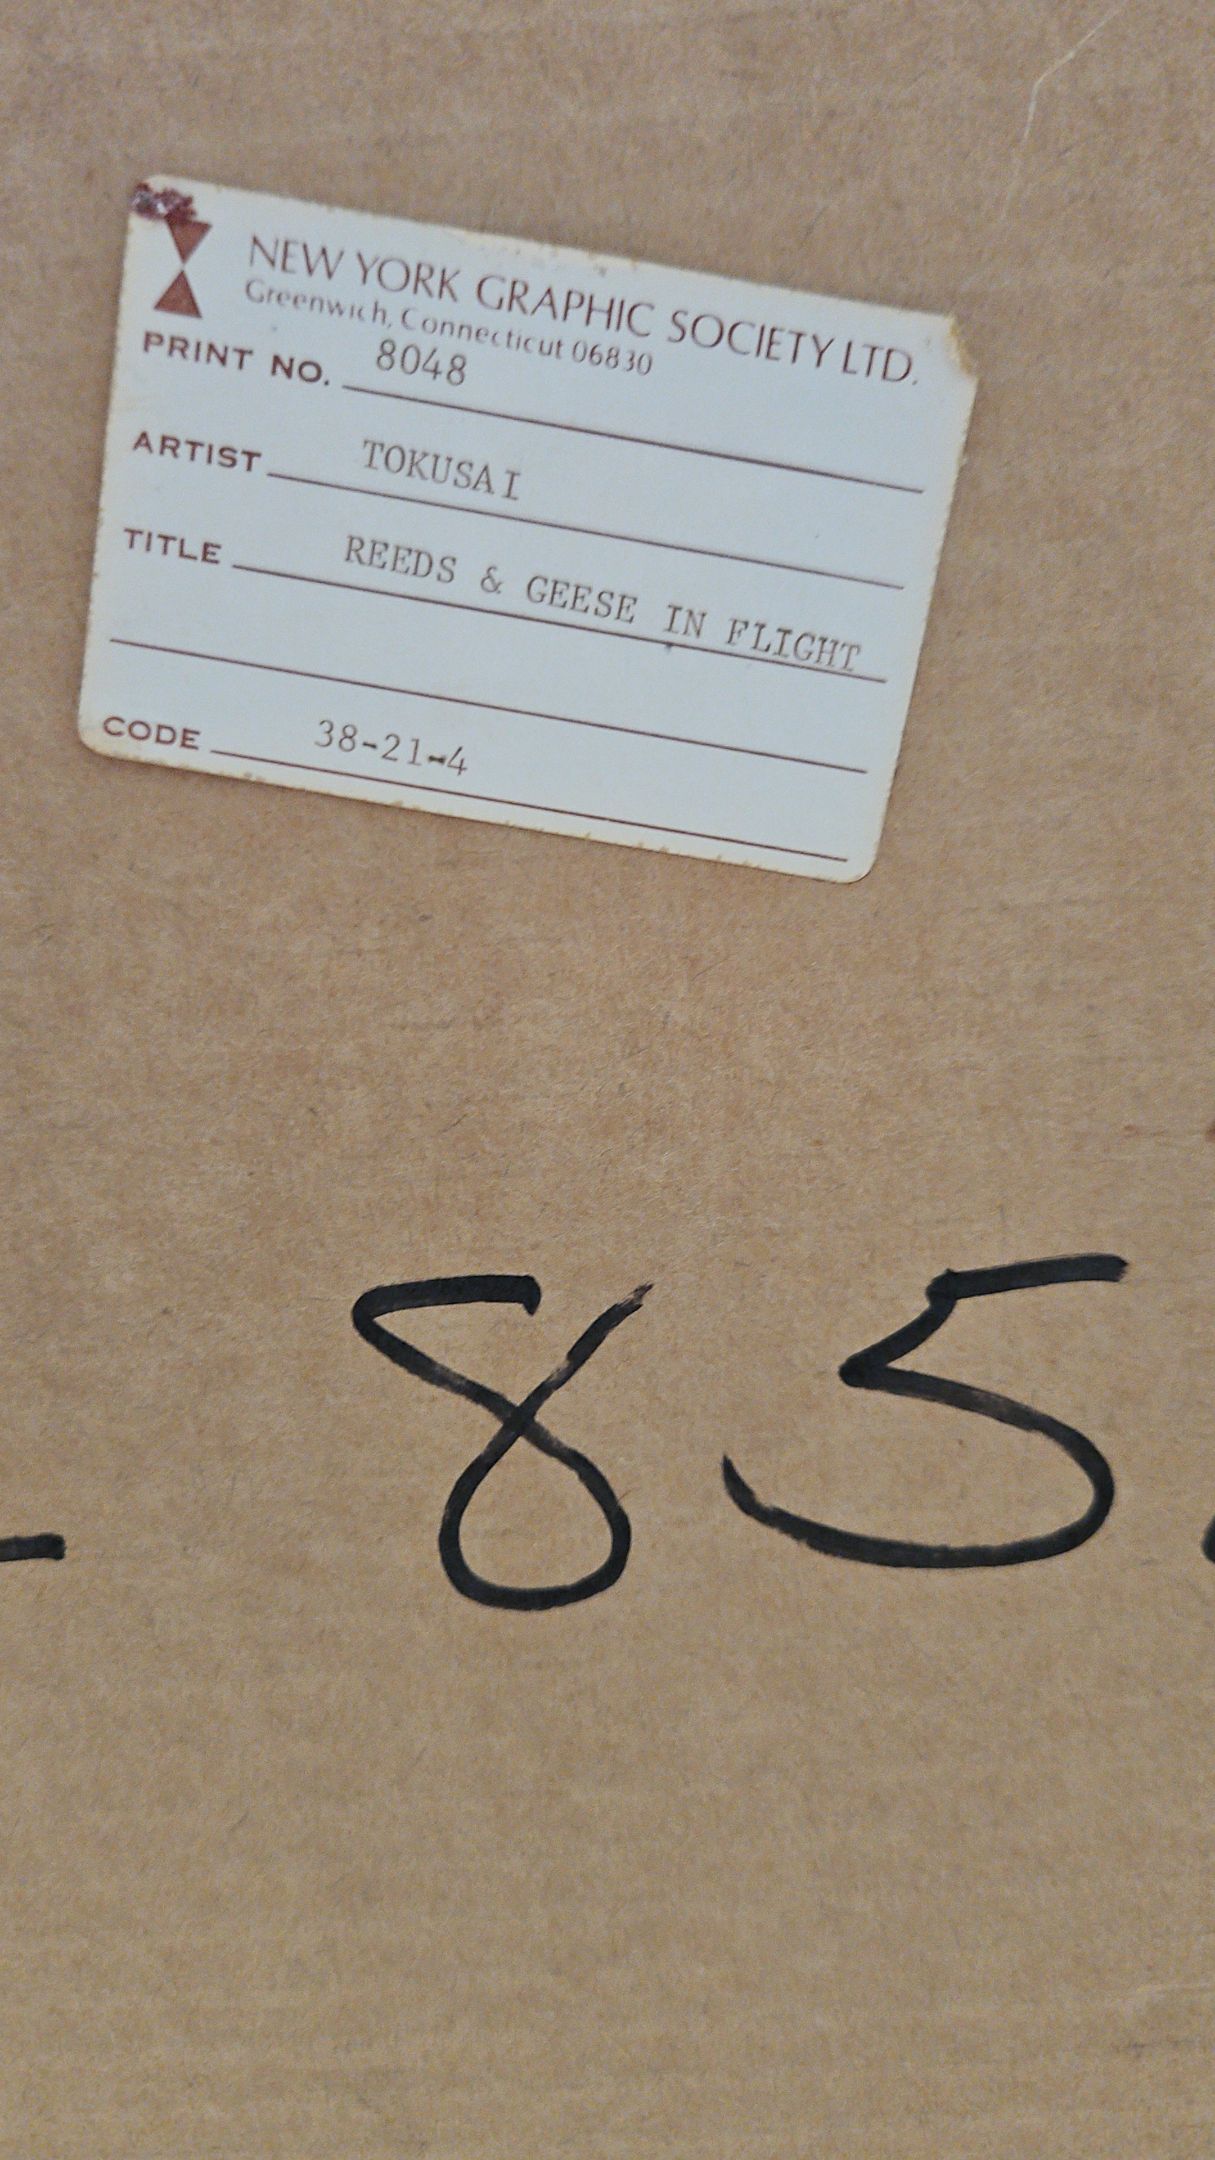 NEW YORK GRAPHIC SOCIETY LTD.
Greenwich, Connecticut 06830
PRINT NO. 8048
ARTIST TOKUSAI
TITLE REEDS & GEESE IN FLIGHT
CODE 38-21-4
85